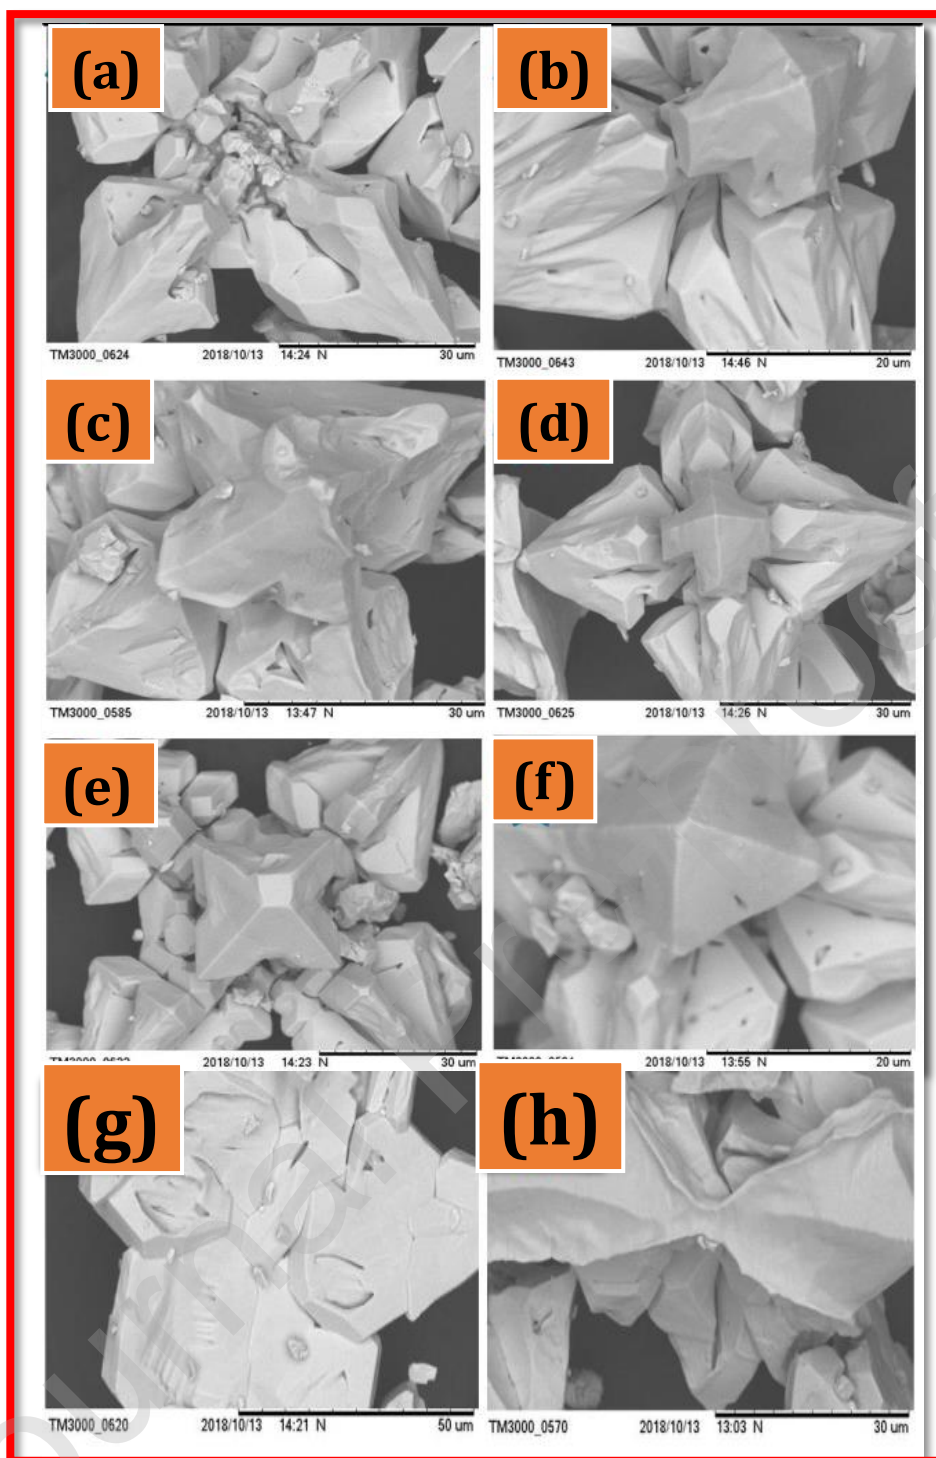 (a)
(b)
TM3000_0624 2018/10/13 14:24 N 30 um
TM3000_0643 2018/10/13 14:46 N 20 um
(c)
(d)
TM3000_0585 2018/10/13 13:47 N 30 um
TM3000_0625 2018/10/13 14:26 N 30 um
(e)
(f)
2018/10/13 14:23 N 30 um
2018/10/13 13:55 N 20 um
(g)
(h)
TM3000_0620 2018/10/13 14:21 N 50 um
TM3000_0570 2018/10/13 13:03 N 30 um